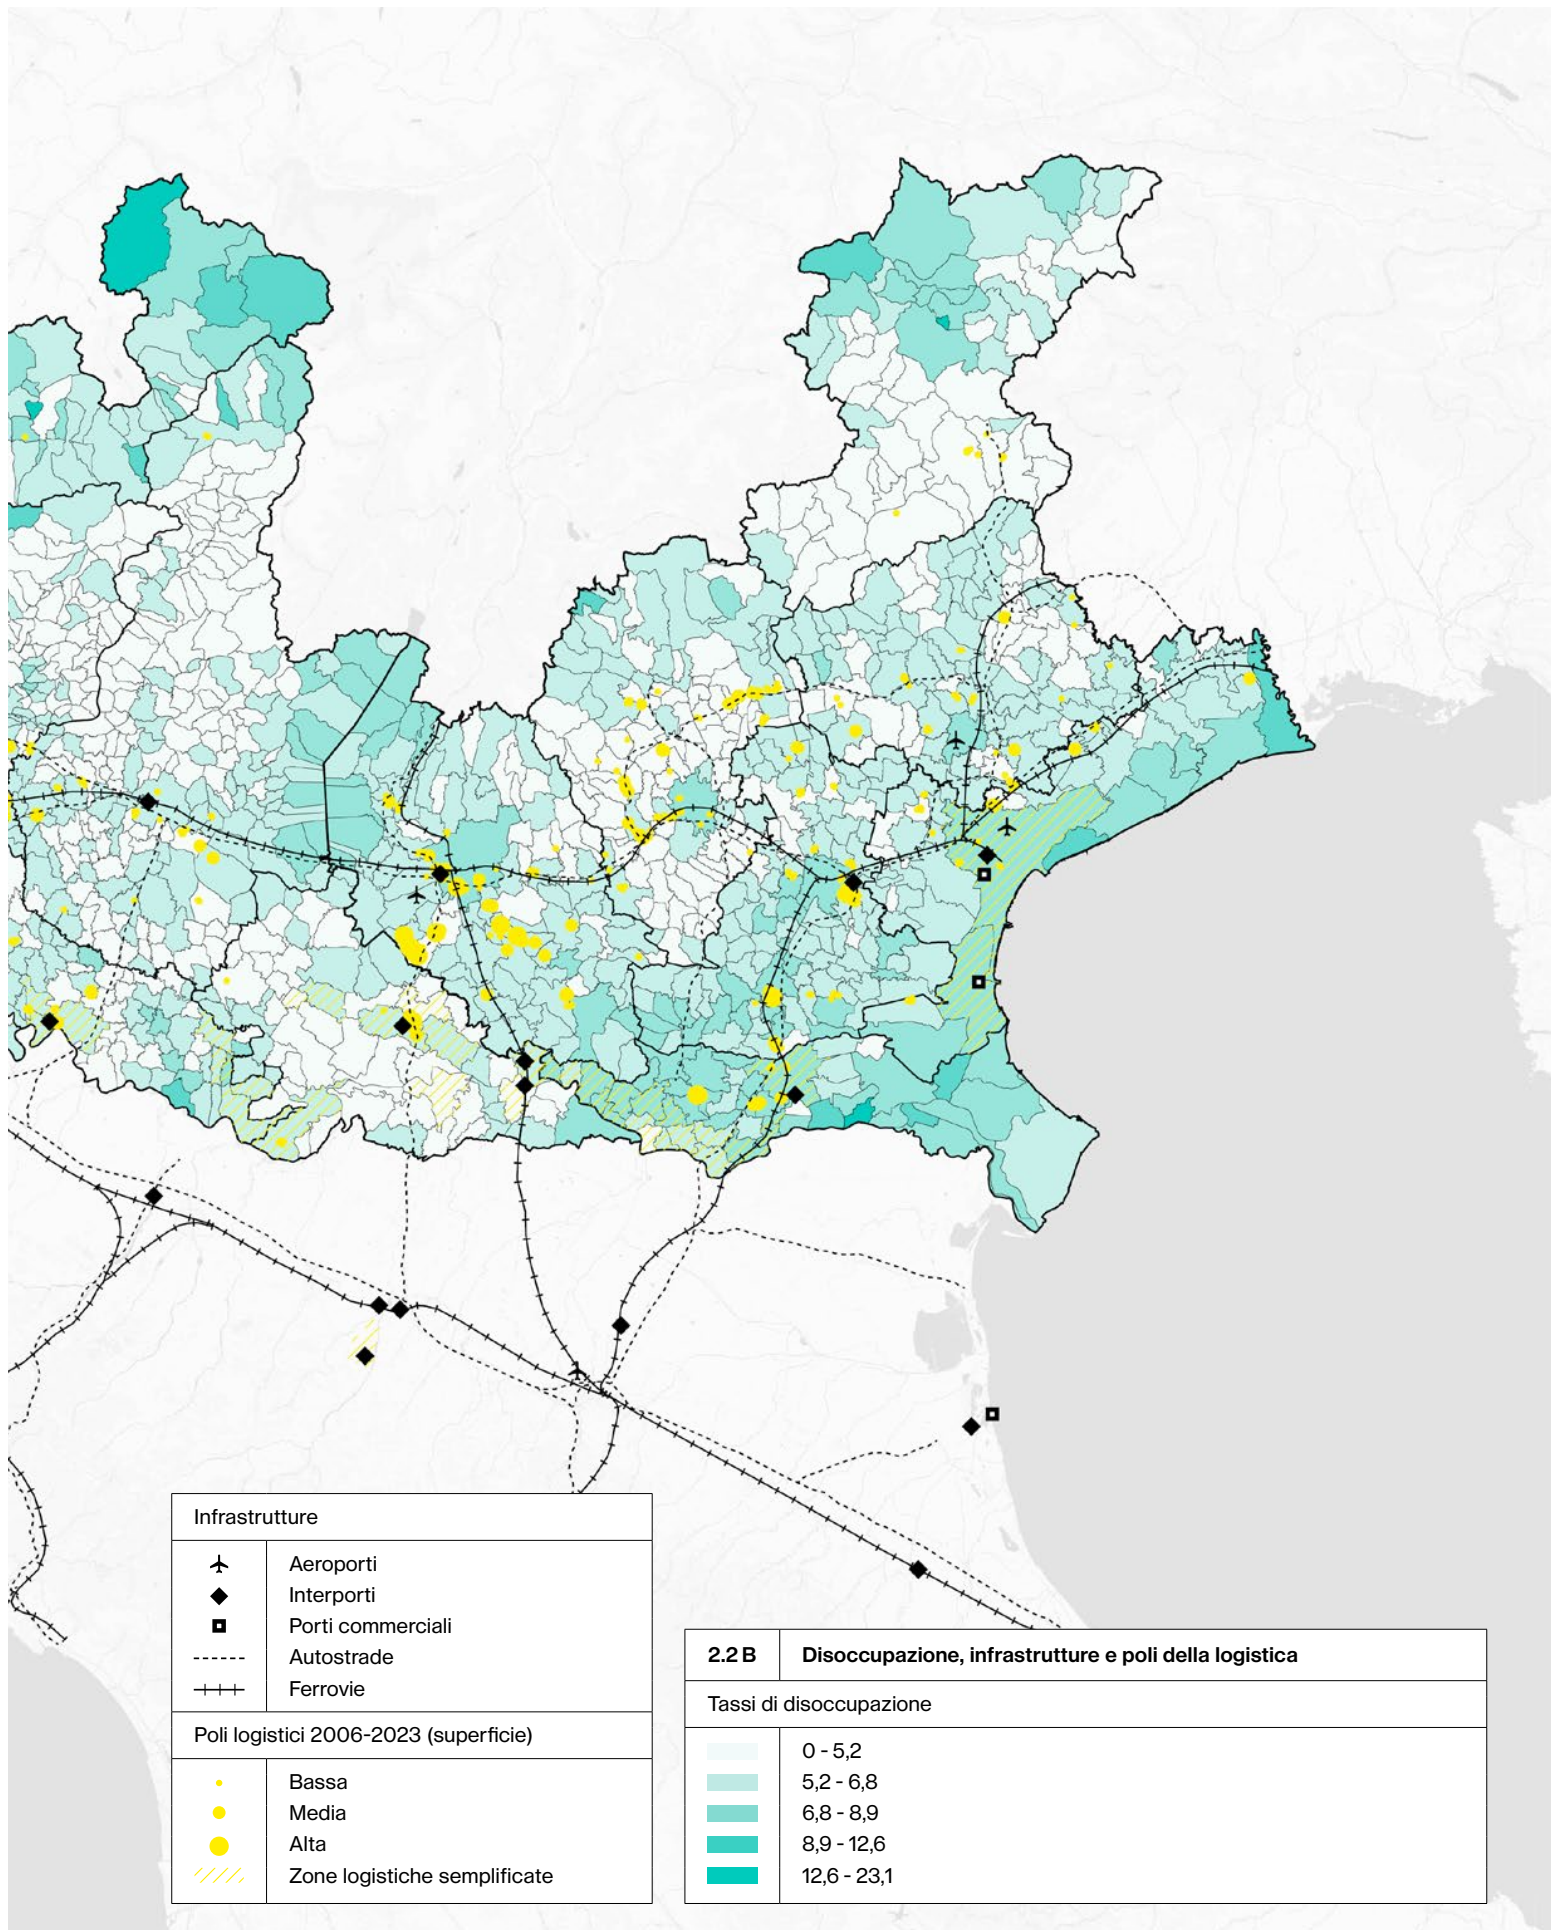 Infrastrutture
Aeroporti
Interporti
Porti commerciali
Autostrade
Ferrovie
Poli logistici 2006-2023 (superficie)
Bassa
Media
Alta
Zone logistiche semplificate
2.2 B Disoccupazione, infrastrutture e poli della logistica
Tassi di disoccupazione
0 - 5,2
5,2 - 6,8
6,8 - 8,9
8,9 - 12,6
12,6 - 23,1